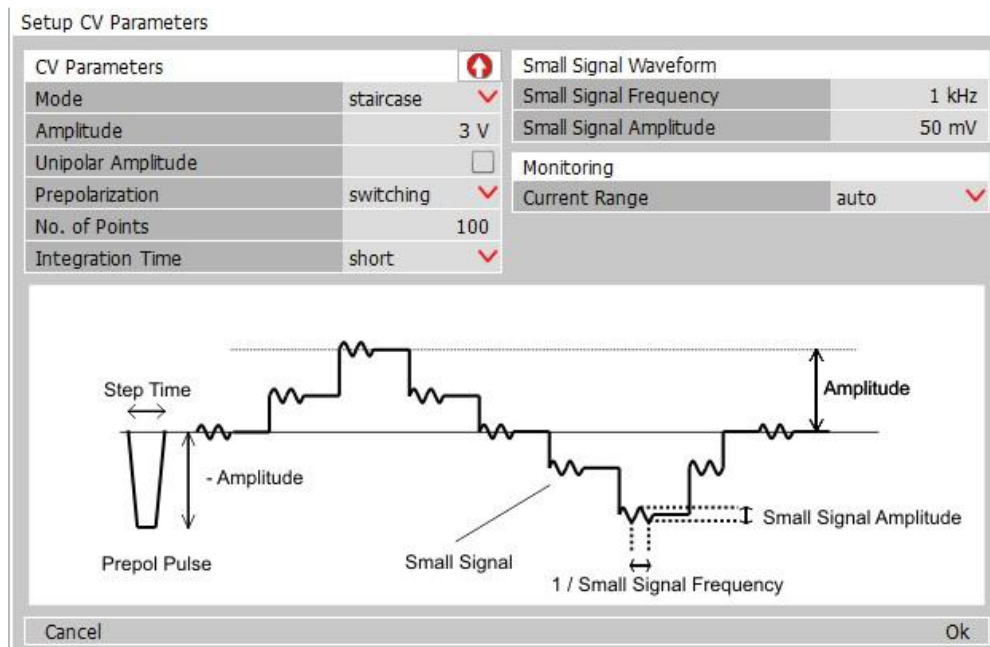 Setup CV Parameters
CV Parameters
Mode staircase
Amplitude 3 V
Unipolar Amplitude
Prepolarization switching
No. of Points 100
Integration Time short
Small Signal Waveform
Small Signal Frequency 1 kHz
Small Signal Amplitude 50 mV
Monitoring
Current Range auto
Step Time
Amplitude
- Amplitude
Small Signal Amplitude
Prepol Pulse
Small Signal
1 / Small Signal Frequency
Cancel
Ok